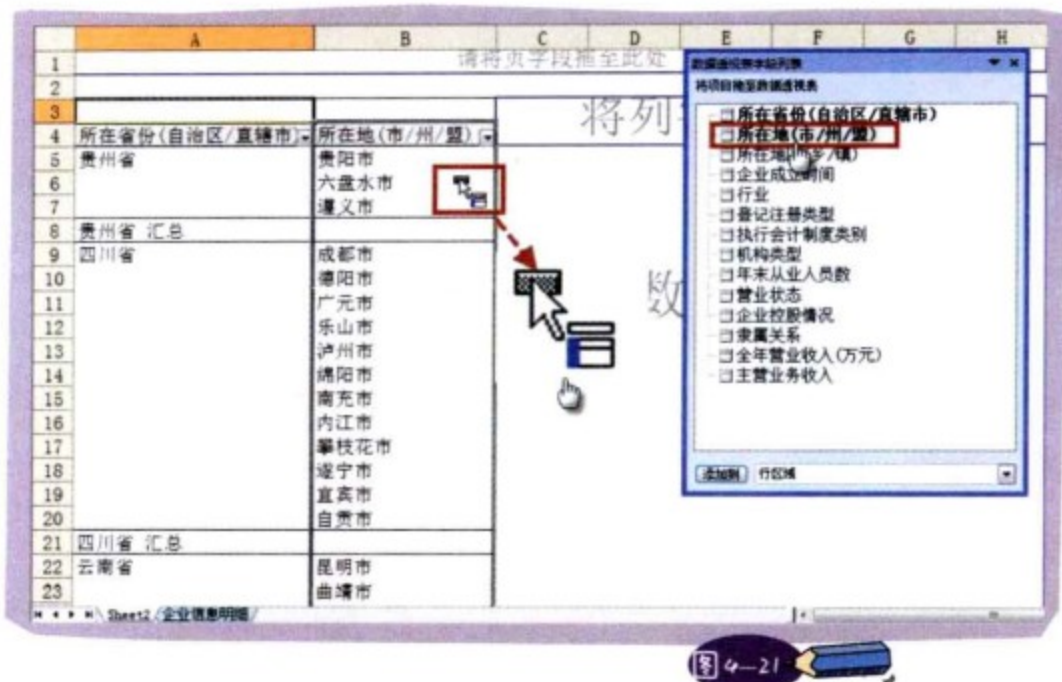 A B C D E F G H
1 请将页字段拖至此处
2
3 将列
4 所在省份(自治区/直辖市) 所在地(市/州/盟)
5 贵州省 贵阳市
6 六盘水市
7 遵义市
8 贵州省 汇总
9 四川省 成都市
10 德阳市
11 广元市
12 乐山市
13 泸州市
14 绵阳市
15 南充市
16 内江市
17 攀枝花市
18 遂宁市
19 宜宾市
20 自贡市
21 四川省 汇总
22 云南省 昆明市
23 曲靖市
数
Sheet2 企业信息明细
数据透视表字段列表
将项目拖至数据透视表
所在省份(自治区/直辖市)
所在地(市/州/盟)
所在地 乡/镇)
企业成立时间
行业
登记注册类型
执行会计制度类别
机构类型
年末从业人员数
营业状态
企业控股情况
隶属关系
全年营业收入(万元)
主营业务收入
添加到 行区域
图4—21